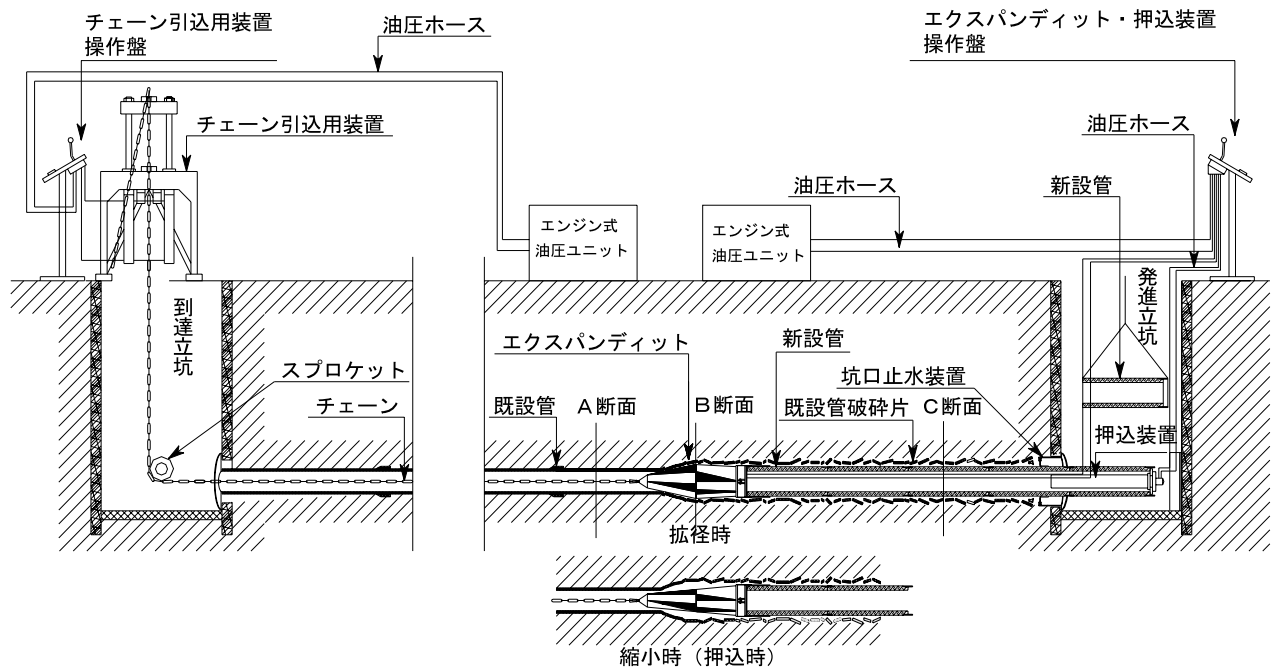 チェーン引込用装置
操作盤
油圧ホース
エクスパンディット・押込装置
操作盤
チェーン引込用装置
油圧ホース
油圧ホース
新設管
エンジン式
油圧ユニット
エンジン式
油圧ユニット
到達立坑
発進立坑
エクスパンディット
新設管
スプロケット
坑口止水装置
チェーン
既設管
A断面
B断面
既設管破砕片
C断面
押込装置
拡径時
縮小時（押込時）